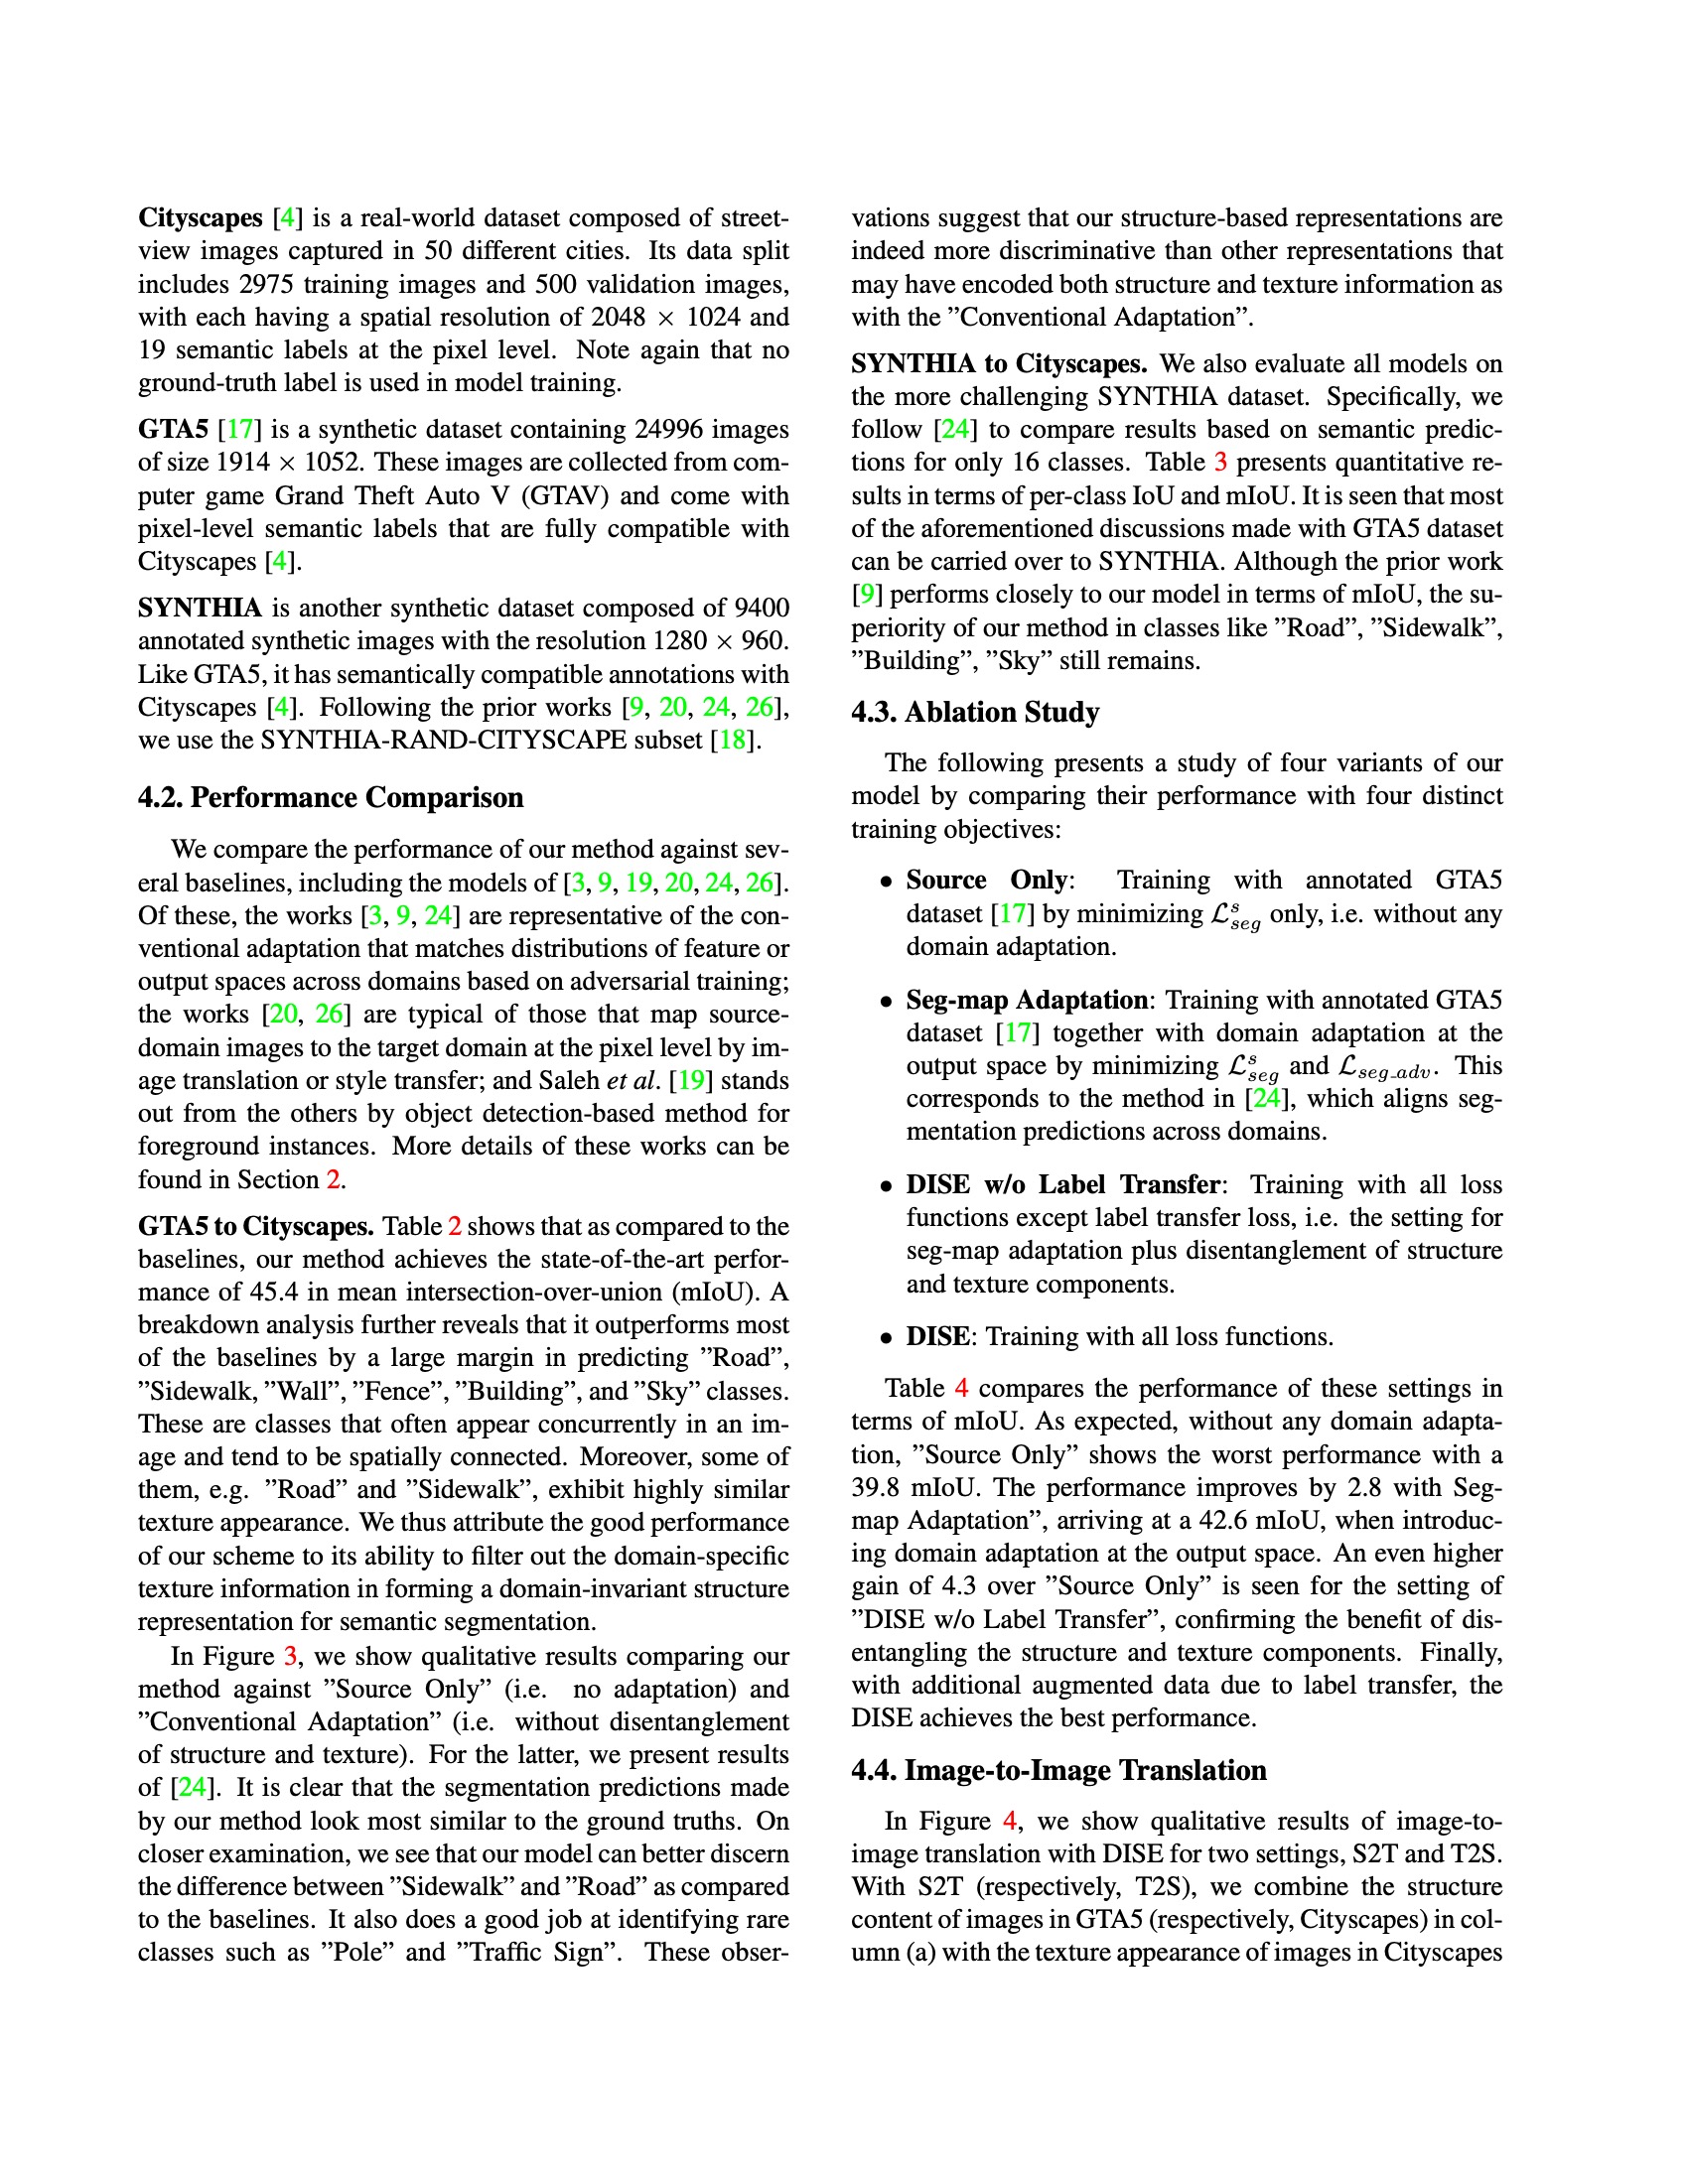 Cityscapes [4] is a real-world dataset composed of street-
view images captured in 50 different cities. Its data split
includes 2975 training images and 500 validation images,
with each having a spatial resolution of 2048 × 1024 and
19 semantic labels at the pixel level. Note again that no
ground-truth label is used in model training.
GTA5 [17] is a synthetic dataset containing 24996 images
of size 1914 × 1052. These images are collected from com-
puter game Grand Theft Auto V (GTAV) and come with
pixel-level semantic labels that are fully compatible with
Cityscapes [4].
SYNTHIA is another synthetic dataset composed of 9400
annotated synthetic images with the resolution 1280 × 960.
Like GTA5, it has semantically compatible annotations with
Cityscapes [4]. Following the prior works [9, 20, 24, 26],
we use the SYNTHIA-RAND-CITYSCAPE subset [18].
4.2. Performance Comparison
We compare the performance of our method against sev-
eral baselines, including the models of [3, 9, 19, 20, 24, 26].
Of these, the works [3, 9, 24] are representative of the con-
ventional adaptation that matches distributions of feature or
output spaces across domains based on adversarial training;
the works [20, 26] are typical of those that map source-
domain images to the target domain at the pixel level by im-
age translation or style transfer; and Saleh et al. [19] stands
out from the others by object detection-based method for
foreground instances. More details of these works can be
found in Section 2.
GTA5 to Cityscapes. Table 2 shows that as compared to the
baselines, our method achieves the state-of-the-art perfor-
mance of 45.4 in mean intersection-over-union (mIoU). A
breakdown analysis further reveals that it outperforms most
of the baselines by a large margin in predicting ”Road”,
”Sidewalk, ”Wall”, ”Fence”, ”Building”, and ”Sky” classes.
These are classes that often appear concurrently in an im-
age and tend to be spatially connected. Moreover, some of
them, e.g. ”Road” and ”Sidewalk”, exhibit highly similar
texture appearance. We thus attribute the good performance
of our scheme to its ability to filter out the domain-specific
texture information in forming a domain-invariant structure
representation for semantic segmentation.
In Figure 3, we show qualitative results comparing our
method against ”Source Only” (i.e. no adaptation) and
”Conventional Adaptation” (i.e. without disentanglement
of structure and texture). For the latter, we present results
of [24]. It is clear that the segmentation predictions made
by our method look most similar to the ground truths. On
closer examination, we see that our model can better discern
the difference between ”Sidewalk” and ”Road” as compared
to the baselines. It also does a good job at identifying rare
classes such as ”Pole” and ”Traffic Sign”. These obser-
vations suggest that our structure-based representations are
indeed more discriminative than other representations that
may have encoded both structure and texture information as
with the ”Conventional Adaptation”.
SYNTHIA to Cityscapes. We also evaluate all models on
the more challenging SYNTHIA dataset. Specifically, we
follow [24] to compare results based on semantic predic-
tions for only 16 classes. Table 3 presents quantitative re-
sults in terms of per-class IoU and mIoU. It is seen that most
of the aforementioned discussions made with GTA5 dataset
can be carried over to SYNTHIA. Although the prior work
[9] performs closely to our model in terms of mIoU, the su-
periority of our method in classes like ”Road”, ”Sidewalk”,
”Building”, ”Sky” still remains.
4.3. Ablation Study
The following presents a study of four variants of our
model by comparing their performance with four distinct
training objectives:
• Source Only: Training with annotated GTA5
dataset [17] by minimizing ℒ^s_seg only, i.e. without any
domain adaptation.
• Seg-map Adaptation: Training with annotated GTA5
dataset [17] together with domain adaptation at the
output space by minimizing ℒ^s_seg and ℒ_seg_adv. This
corresponds to the method in [24], which aligns seg-
mentation predictions across domains.
• DISE w/o Label Transfer: Training with all loss
functions except label transfer loss, i.e. the setting for
seg-map adaptation plus disentanglement of structure
and texture components.
• DISE: Training with all loss functions.
Table 4 compares the performance of these settings in
terms of mIoU. As expected, without any domain adapta-
tion, ”Source Only” shows the worst performance with a
39.8 mIoU. The performance improves by 2.8 with Seg-
map Adaptation”, arriving at a 42.6 mIoU, when introduc-
ing domain adaptation at the output space. An even higher
gain of 4.3 over ”Source Only” is seen for the setting of
”DISE w/o Label Transfer”, confirming the benefit of dis-
entangling the structure and texture components. Finally,
with additional augmented data due to label transfer, the
DISE achieves the best performance.
4.4. Image-to-Image Translation
In Figure 4, we show qualitative results of image-to-
image translation with DISE for two settings, S2T and T2S.
With S2T (respectively, T2S), we combine the structure
content of images in GTA5 (respectively, Cityscapes) in col-
umn (a) with the texture appearance of images in Cityscapes